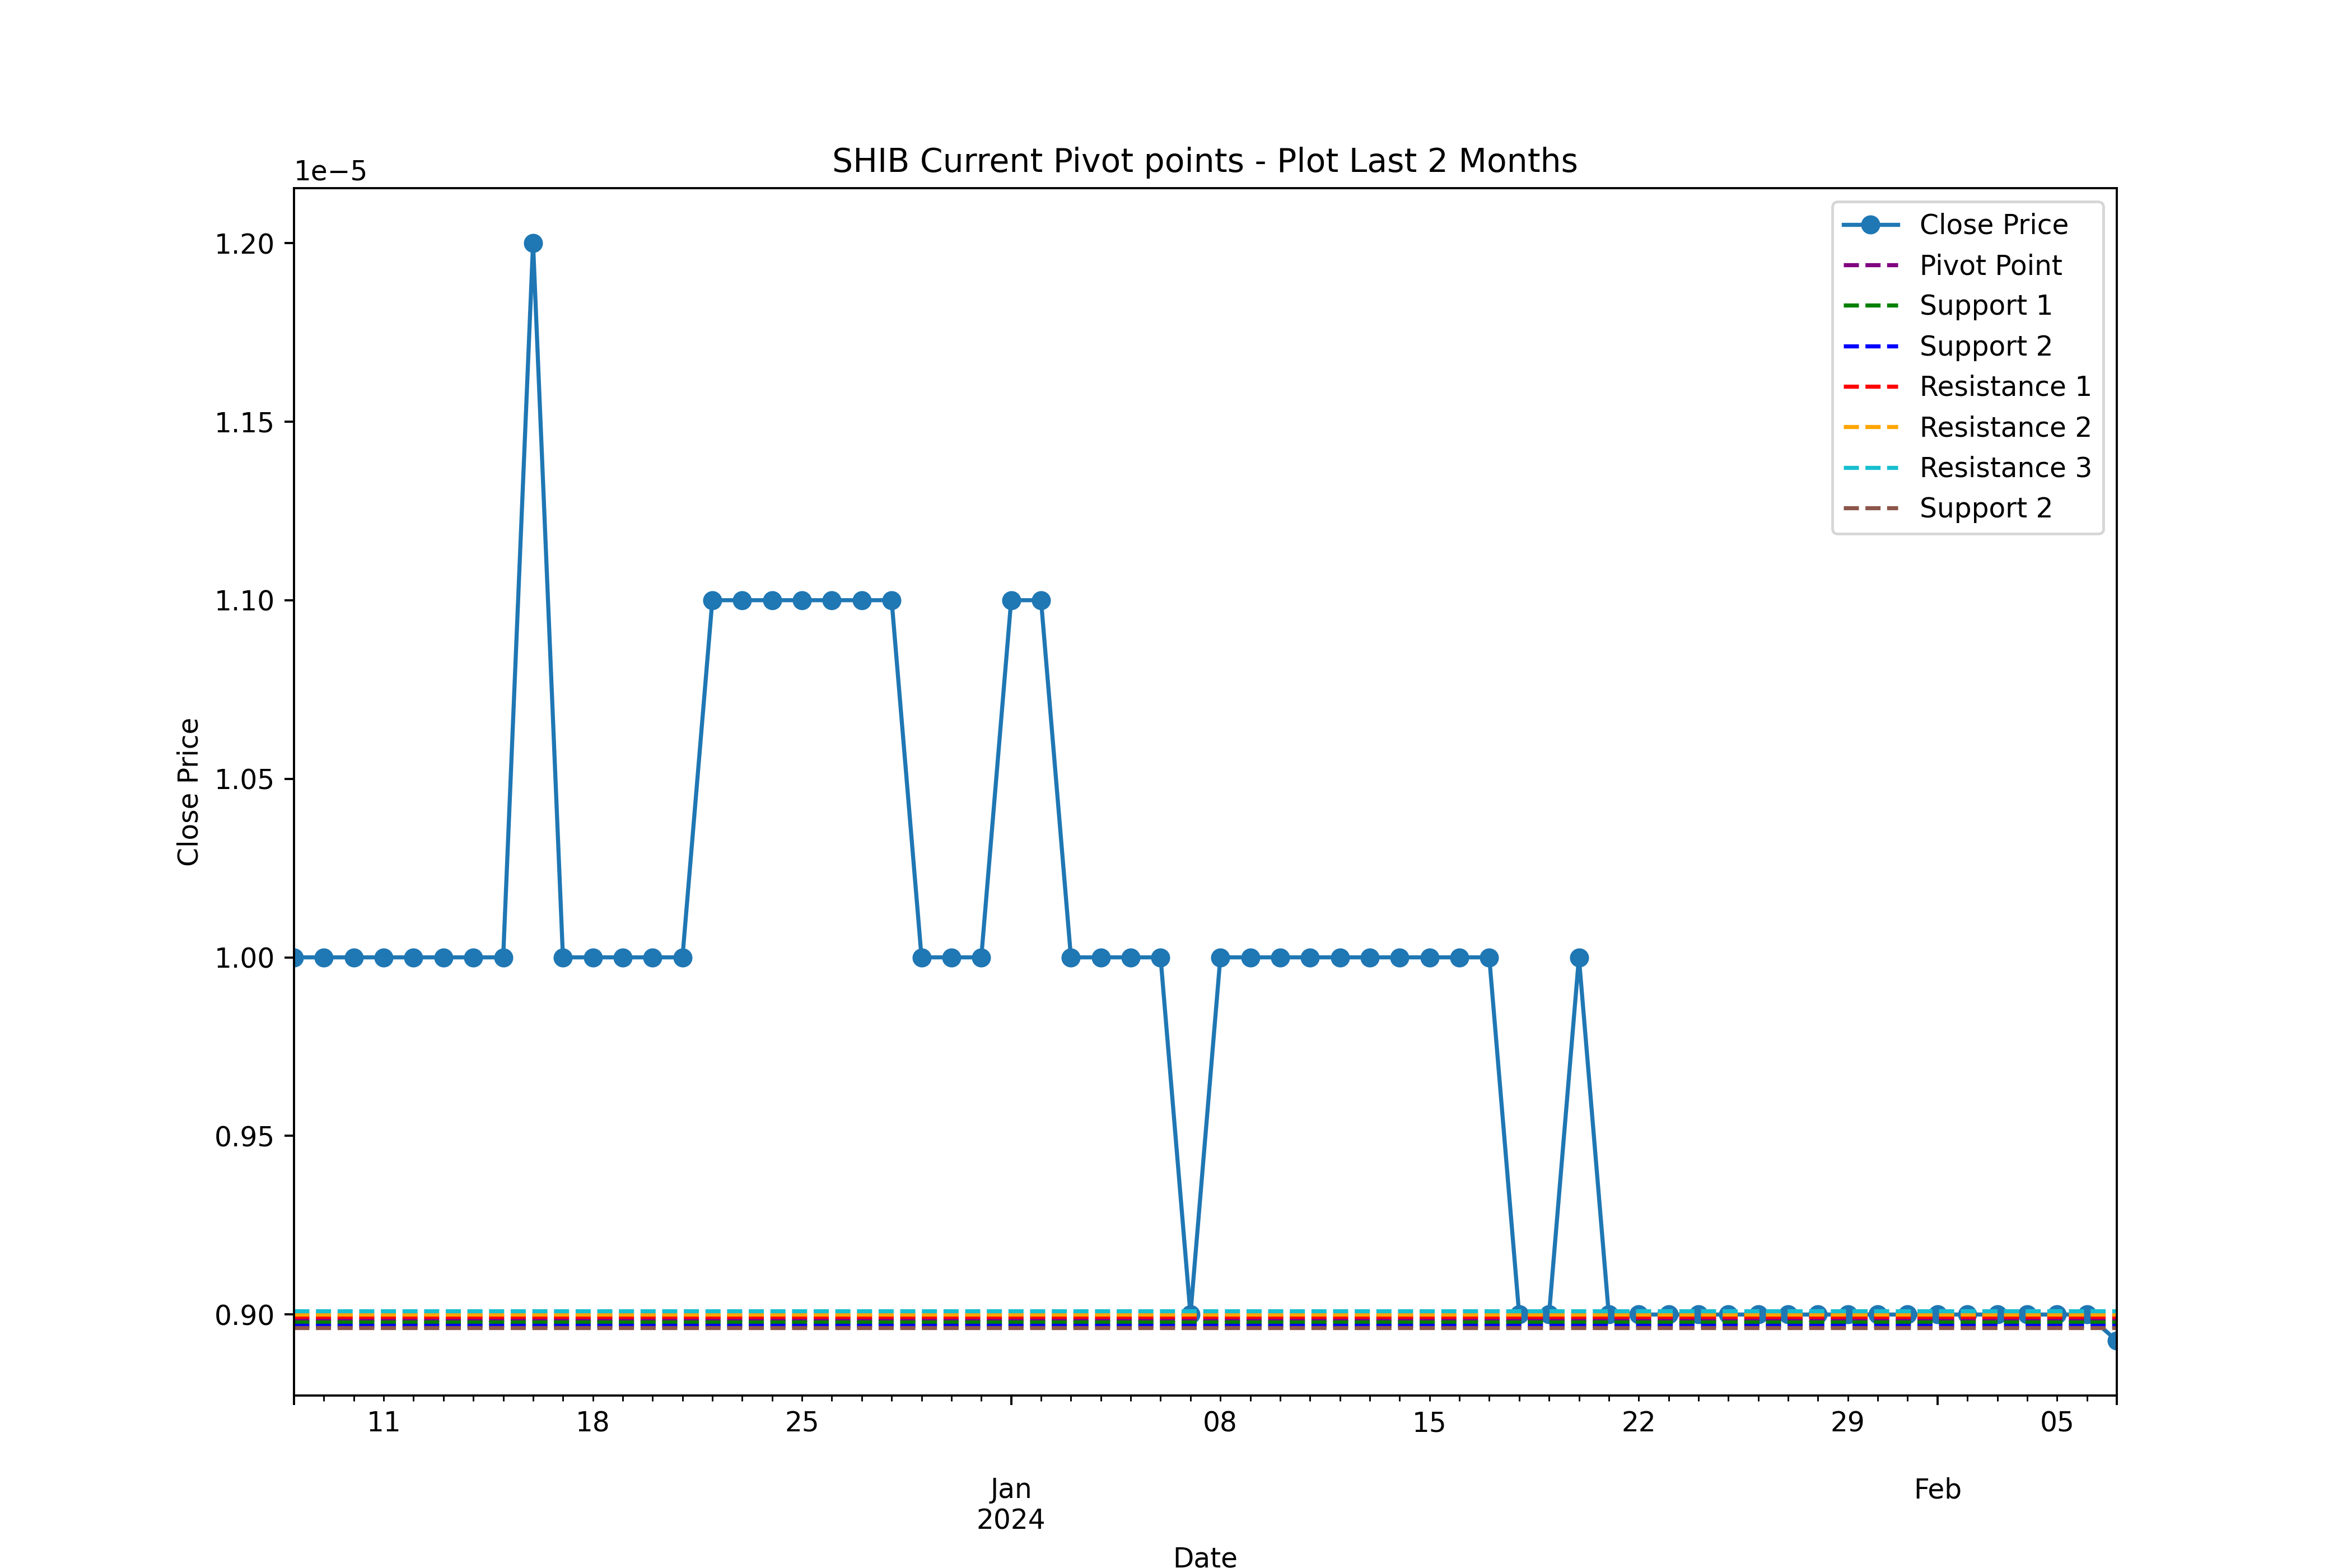 SHIB Current Pivot points - Plot Last 2 Months
1e−5
1.20
1.15
1.10
1.05
1.00
0.95
0.90
Close Price
Close Price
Pivot Point
Support 1
Support 2
Resistance 1
Resistance 2
Resistance 3
Support 2
11
18
25
08
15
22
29
05
Jan
2024
Feb
Date